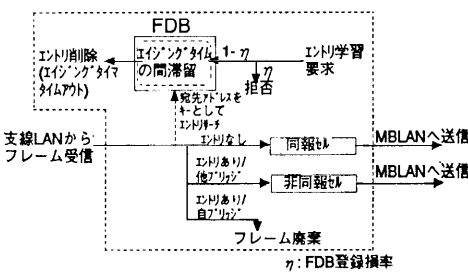 FDB
エントリ削除
(エイジングタイマ
タイムアウト)
エイジングタイム
の間滞留
1-η
η
拒否
エントリ学習
要求
宛先アドレスを
キーとして
エントリサーチ
支線LANから
フレーム受信
エントリなし
同報セル
MBLANへ送信
エントリあり/
他ブリッジ
非同報セル
MBLANへ送信
エントリあり/
自ブリッジ
フレーム廃棄
η:FDB登録損率